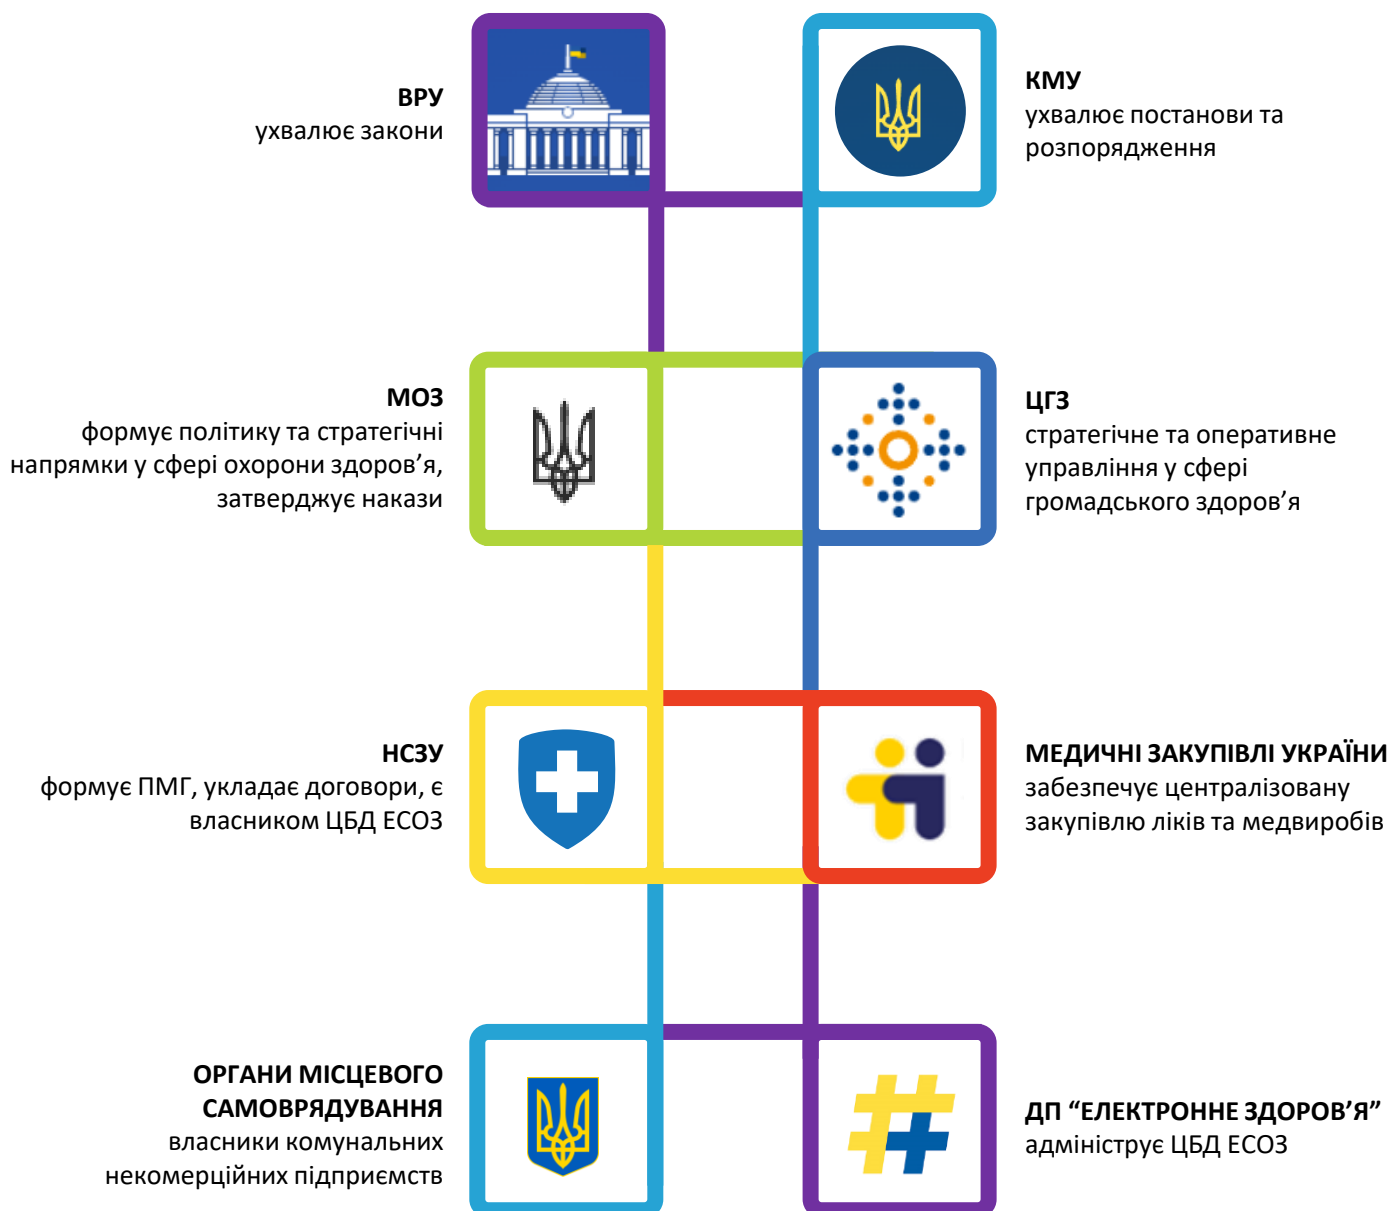 ВРУ
ухвалює закони
КМУ
ухвалює постанови та
розпорядження
МОЗ
формує політику та стратегічні
напрямки у сфері охорони здоров’я,
затверджує накази
ЦГЗ
стратегічне та оперативне
управління у сфері
громадського здоров’я
НСЗУ
формує ПМГ, укладає договори, є
власником ЦБД ЕСОЗ
МЕДИЧНІ ЗАКУПІВЛІ УКРАЇНИ
забезпечує централізовану
закупівлю ліків та медвиробів
ОРГАНИ МІСЦЕВОГО
САМОВРЯДУВАННЯ
власники комунальних
некомерційних підприємств
ДП “ЕЛЕКТРОННЕ ЗДОРОВ’Я”
адмініструє ЦБД ЕСОЗ